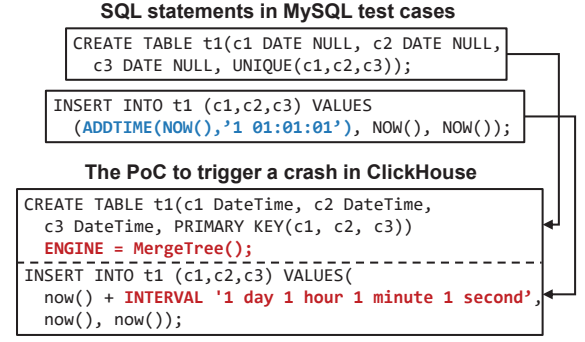 SQL statements in MySQL test cases
CREATE TABLE t1(c1 DATE NULL, c2 DATE NULL,
c3 DATE NULL, UNIQUE(c1,c2,c3));
INSERT INTO t1 (c1,c2,c3) VALUES
(ADDTIME(NOW(),’1 01:01:01’), NOW(), NOW());
The PoC to trigger a crash in ClickHouse
CREATE TABLE t1(c1 DateTime, c2 DateTime,
c3 DateTime, PRIMARY KEY(c1, c2, c3))
ENGINE = MergeTree();
INSERT INTO t1 (c1,c2,c3) VALUES(
now() + INTERVAL '1 day 1 hour 1 minute 1 second’,
now(), now());